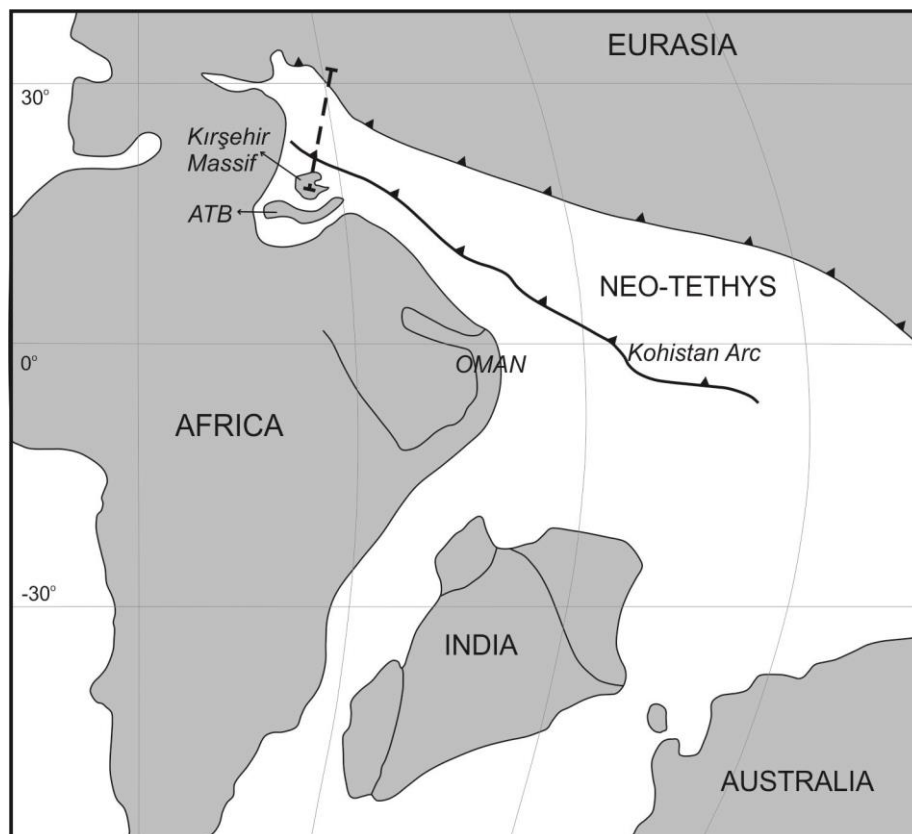 EURASIA
30°
Kırşehir
Massif
ATB
NEO-TETHYS
0°
OMAN
Kohistan Arc
AFRICA
-30°
INDIA
AUSTRALIA